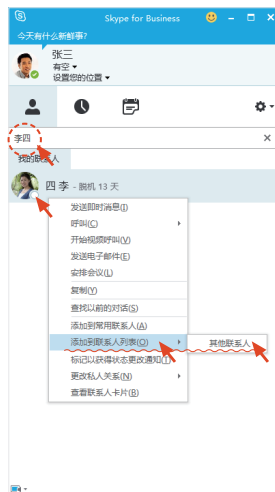 Skype for Business
今天有什么新鲜事?
张三
有空
设置您的位置
李四
我的联系人
四 李 - 脱机 13 天
发送即时消息(I)
呼叫(C)
开始视频呼叫(V)
发送电子邮件(E)
安排会议(L)
复制(Y)
查找以前的对话(S)
添加到常用联系人(A)
添加到联系人列表(O)
其他联系人
标记以获得状态更改通知(T)
更改私人关系(N)
查看联系人卡片(B)